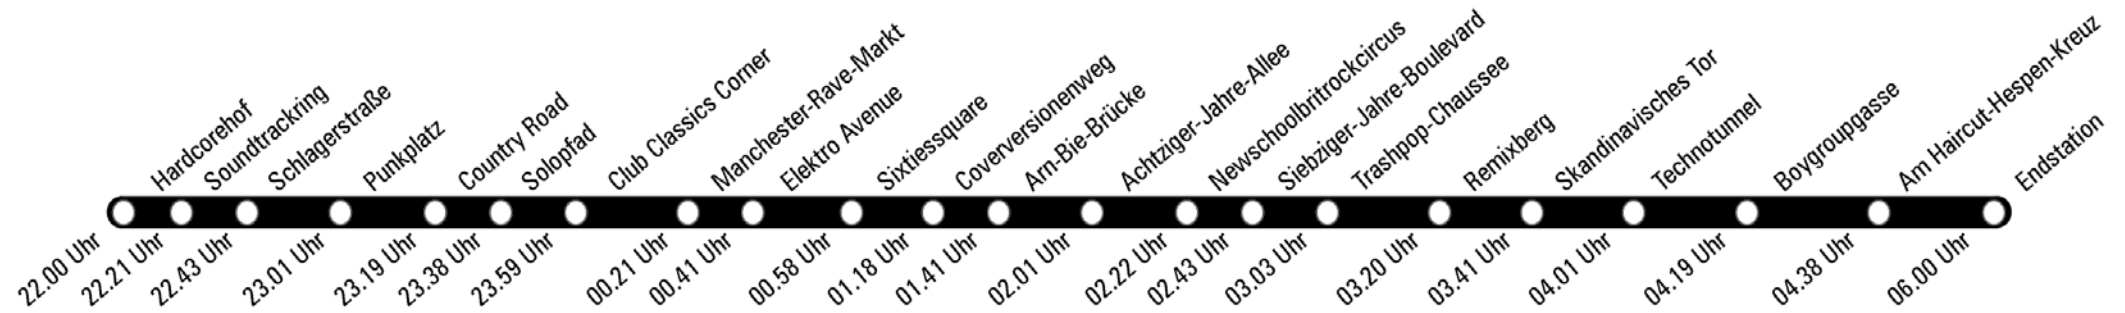 Hardcorehof
Soundtrackring
Schlagerstraße
Punkplatz
Country Road
Solopfad
Club Classics Corner
Manchester-Rave-Markt
Elektro Avenue
Sixtiessquare
Coverversionenweg
Arn-Bie-Brücke
Achtziger-Jahre-Allee
Newschoolbritrockcircus
Siebziger-Jahre-Boulevard
Trashpop-Chaussee
Remixberg
Skandinavisches Tor
Technotunnel
Boygroupgasse
Am Haircut-Hespen-Kreuz
Endstation
22.00 Uhr
22.21 Uhr
22.43 Uhr
23.01 Uhr
23.19 Uhr
23.38 Uhr
23.59 Uhr
00.21 Uhr
00.41 Uhr
00.58 Uhr
01.18 Uhr
01.41 Uhr
02.01 Uhr
02.22 Uhr
02.43 Uhr
03.03 Uhr
03.20 Uhr
03.41 Uhr
04.01 Uhr
04.19 Uhr
04.38 Uhr
06.00 Uhr